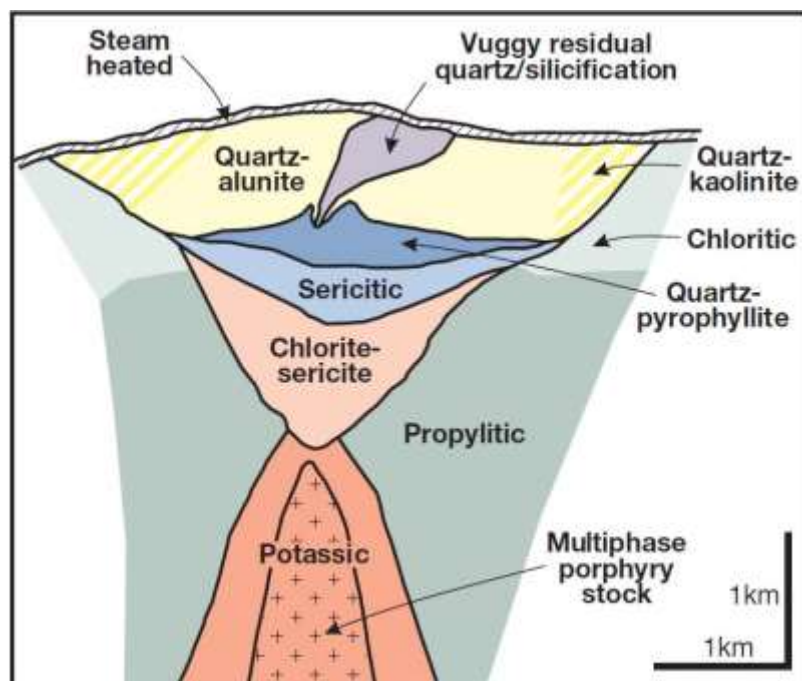 Steam
heated
Vuggy residual
quartz/silicification
Quartz-
alunite
Quartz-
kaolinite
Chloritic
Sericitic
Quartz-
pyrophyllite
Chlorite-
sericite
Propylitic
Potassic
Multiphase
porphyry
stock
1km
1km